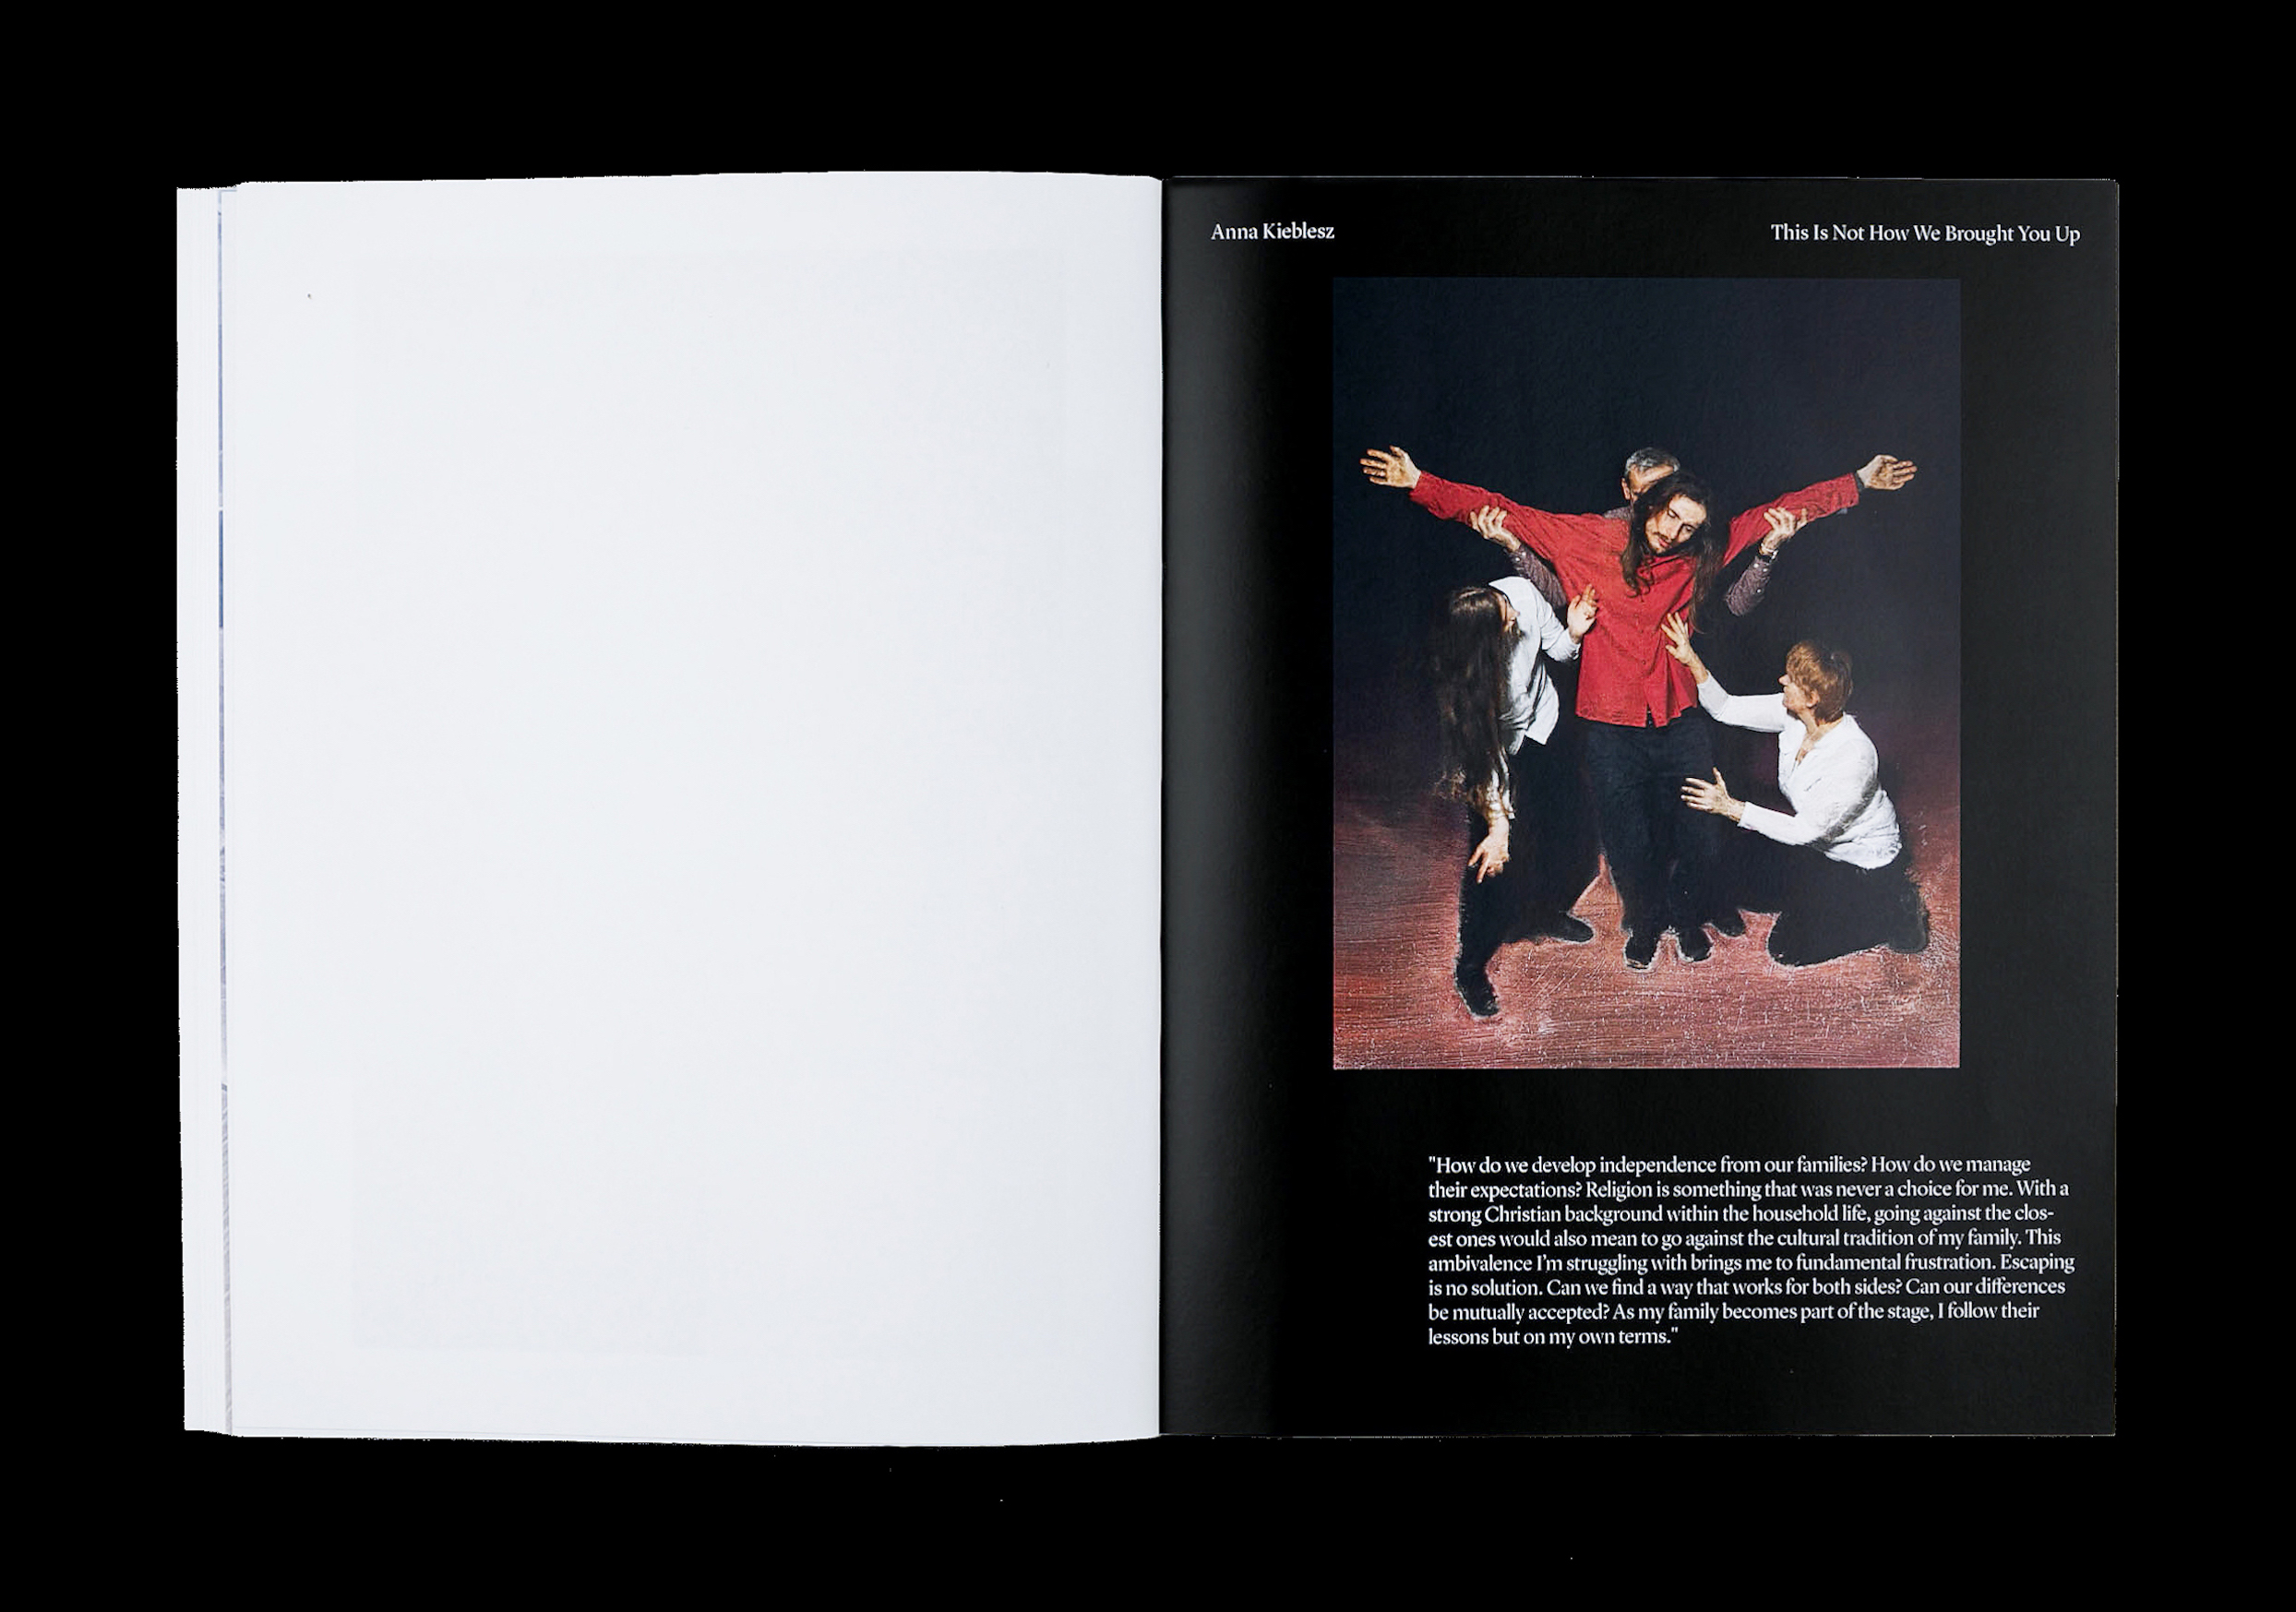 Anna Kieblesz
This Is Not How We Brought You Up
"How do we develop independence from our families? How do we manage
their expectations? Religion is something that was never a choice for me. With a
strong Christian background within the household life, going against the clos-
est ones would also mean to go against the cultural tradition of my family. This
ambivalence I'm struggling with brings me to fundamental frustration. Escaping
is no solution. Can we find a way that works for both sides? Can our differences
be mutually accepted? As my family becomes part of the stage, I follow their
lessons but on my own terms."